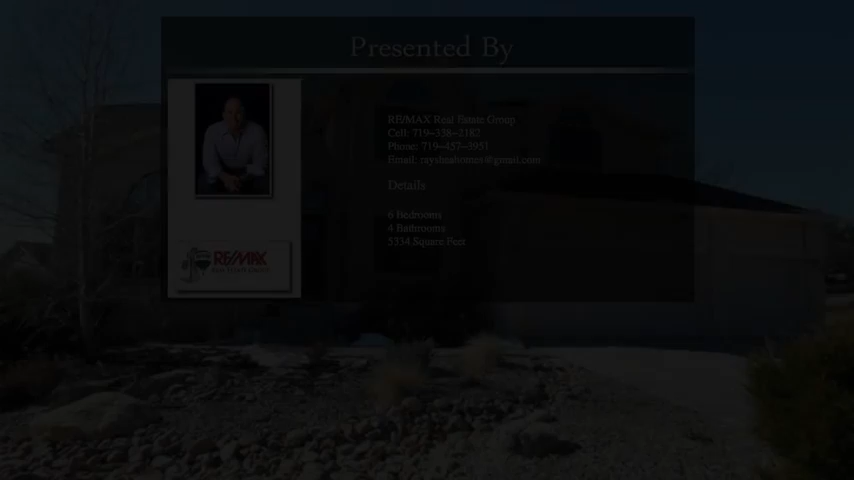 Presented By
RE/MAX Real Estate Group
Cell: 719-358-2182
Phone: 719-457-3951
Details
6 Bedrooms
4 Bathrooms
5334 Square Feet
RE/MAX